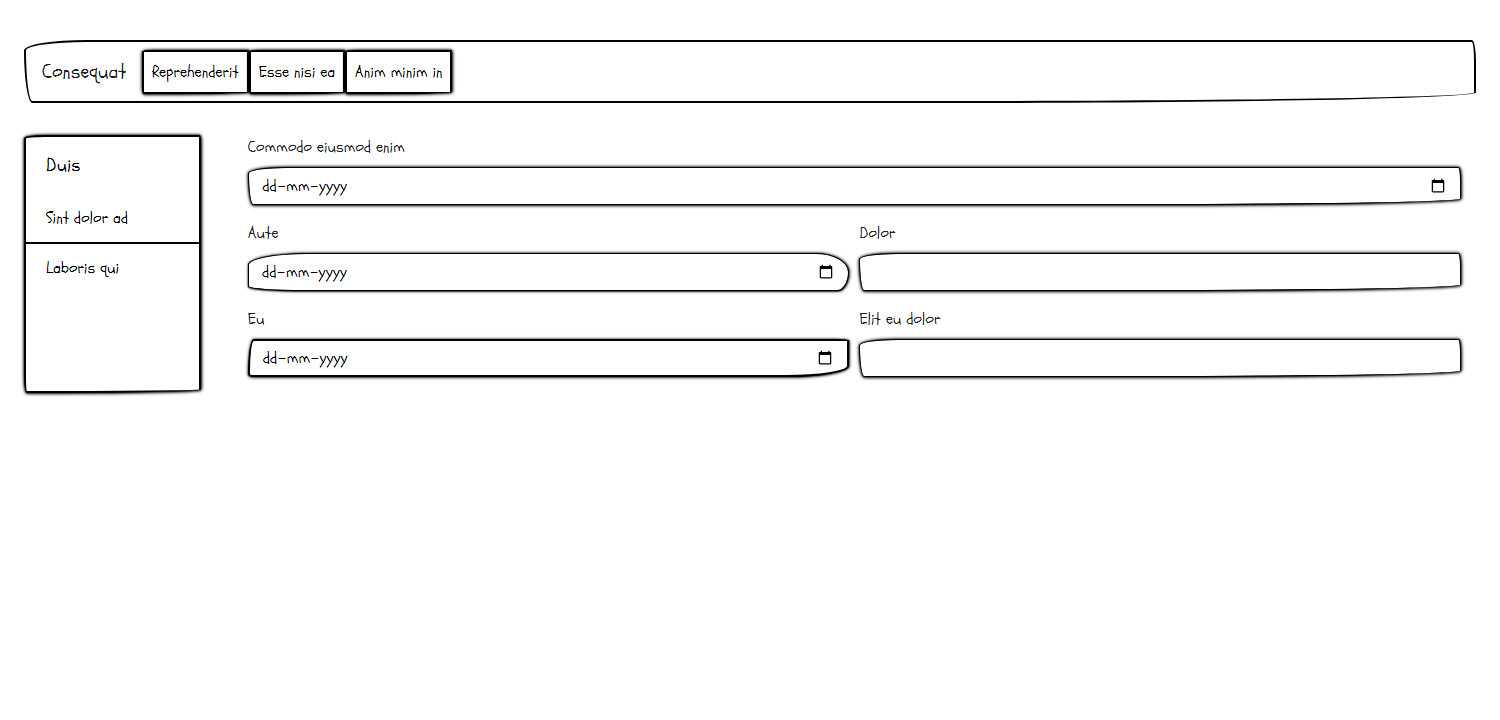 Consequat
Reprehenderit
Esse nisi ea
Anim minim in
Duis
Sint dolor ad
Laboris qui
Commodo eiusmod enim
dd-mm-yyyy
Aute
Dolor
dd-mm-yyyy
Eu
Elit eu dolor
dd-mm-yyyy